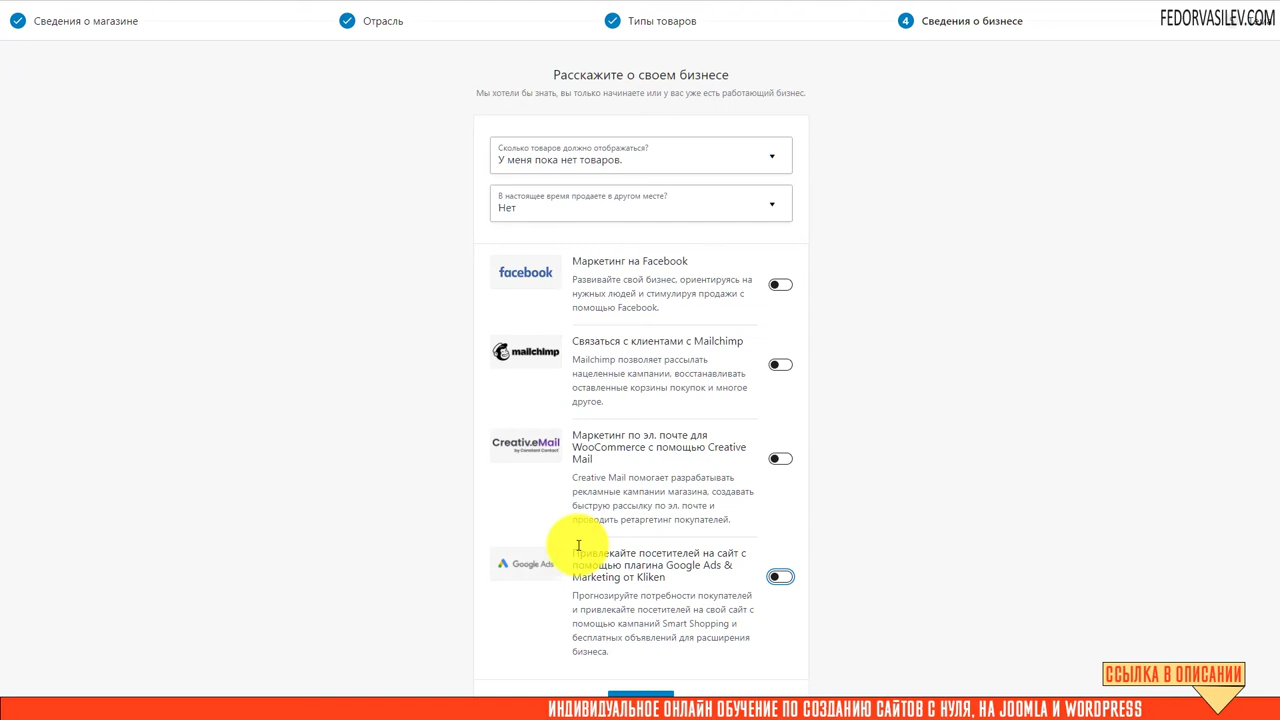 Сведения о магазине
Отрасль
Типы товаров
4 Сведения о бизнесе
FEDORVASILEV.COM
Расскажите о своем бизнесе
Мы хотели бы знать, вы только начинаете или у вас уже есть работающий бизнес.
Сколько товаров должно отображаться?
У меня пока нет товаров.
В настоящее время продаете в другом месте?
Нет
facebook
Маркетинг на Facebook
Развивайте свой бизнес, ориентируясь на
нужных людей и стимулируя продажи с
помощью Facebook.
mailchimp
Связаться с клиентами с Mailchimp
Mailchimp позволяет рассылать
нацеленные кампании, восстанавливать
оставленные корзины покупок и многое
другое.
Creative.eMail
by Constant Contact
Маркетинг по эл. почте для
WooCommerce с помощью Creative
Mail
Creative Mail помогает разрабатывать
рекламные кампании магазина, создавать
быструю рассылку по эл. почте и
проводить ретаргетинг покупателей.
Google Ads
Привлекайте посетителей на сайт с
помощью плагина Google Ads &
Marketing от Kliken
Прогнозируйте потребности покупателей
и привлекайте посетителей на свой сайт с
помощью кампаний Smart Shopping и
бесплатных объявлений для расширения
бизнеса.
ССЫЛКА В ОПИСАНИИ
ИНДИВИДУАЛЬНОЕ ОНЛАЙН ОБУЧЕНИЕ ПО СОЗДАНИЮ САЙТОВ С НУЛЯ, НА JOOMLA И WORDPRESS